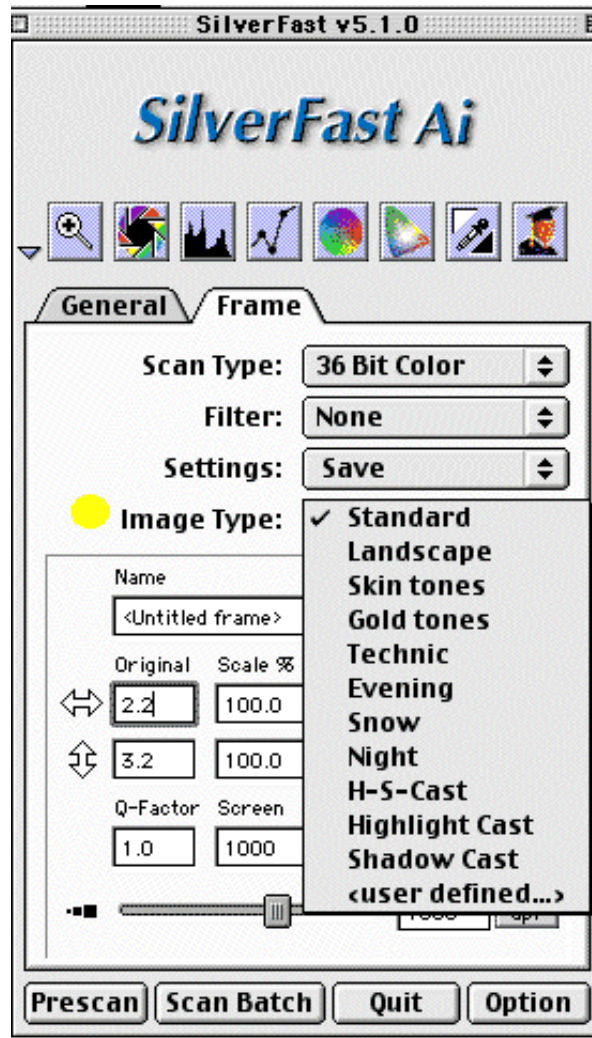 SilverFast v5.1.0
SilverFast Ai
General Frame
Scan Type: 36 Bit Color
Filter: None
Settings: Save
Image Type: ✓ Standard
Landscape
Skin tones
Gold tones
Technic
Evening
Snow
Night
H-S-Cast
Highlight Cast
Shadow Cast
<user defined...>
Name
<Untitled frame>
Original Scale %
2.2 100.0
3.2 100.0
Q-Factor Screen
1.0 1000
Prescan Scan Batch Quit Option